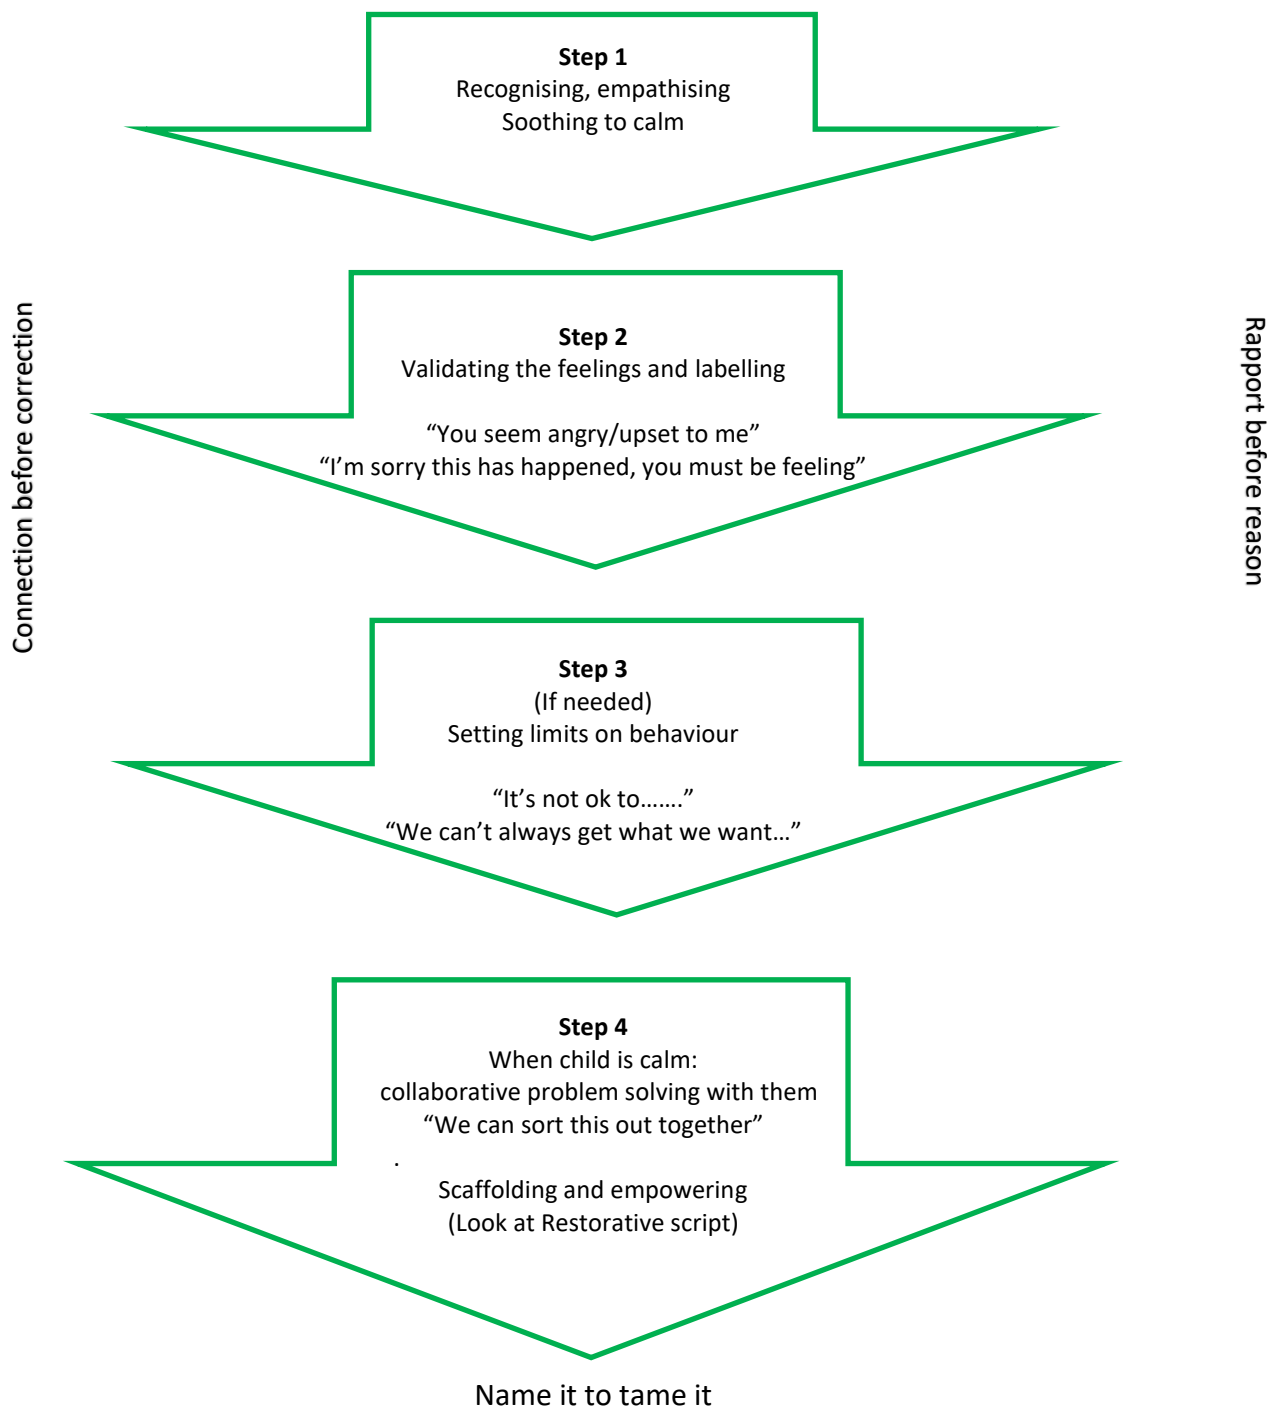 Step 1
Recognising, empathising
Soothing to calm
Connection before correction
Rapport before reason
Step 2
Validating the feelings and labelling
“You seem angry/upset to me”
“I’m sorry this has happened, you must be feeling”
Step 3
(If needed)
Setting limits on behaviour
“It’s not ok to…….”
“We can’t always get what we want…”
Step 4
When child is calm:
collaborative problem solving with them
“We can sort this out together”
.
Scaffolding and empowering
(Look at Restorative script)
Name it to tame it